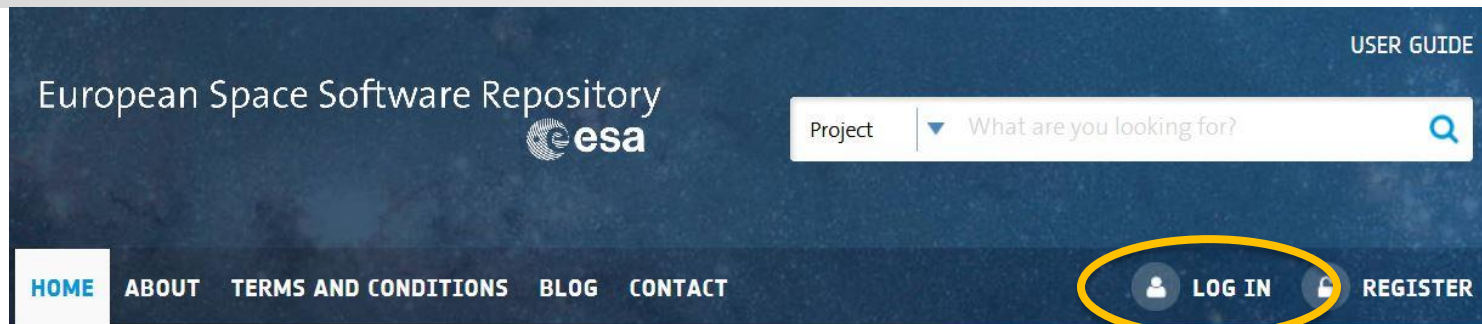 USER GUIDE
European Space Software Repository
esa
Project What are you looking for?
HOME ABOUT TERMS AND CONDITIONS BLOG CONTACT LOG IN REGISTER